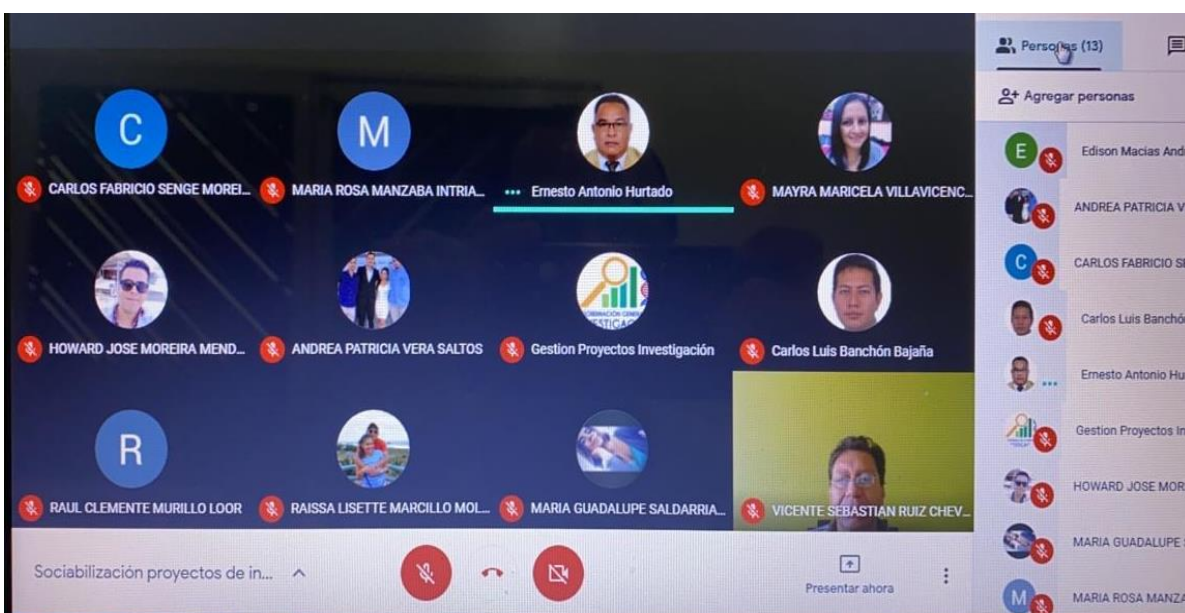 C
M
CARLOS FABRICIO SENGE MOREI...
MARIA ROSA MANZABA INTRIA...
Ernesto Antonio Hurtado
MAYRA MARICELA VILLAVICENC...
HOWARD JOSE MOREIRA MEND...
ANDREA PATRICIA VERA SALTOS
Gestion Proyectos Investigación
Carlos Luis Banchón Bajaña
R
RAUL CLEMENTE MURILLO LOOR
RAISSA LISETTE MARCILLO MOL...
MARIA GUADALUPE SALDARRIA...
VICENTE SEBASTIAN RUIZ CHEV...
Sociabilización proyectos de in...
Presentar ahora
Personas (13)
Agregar personas
E
Edison Macias And
ANDREA PATRICIA V
C
CARLOS FABRICIO SE
Carlos Luis Banchó
Ernesto Antonio Hu
Gestion Proyectos In
HOWARD JOSE MOR
MARIA GUADALUPE
M
MARIA ROSA MANZA